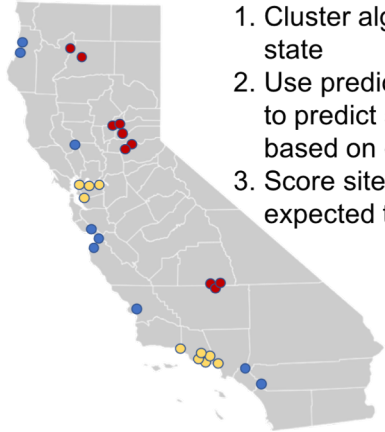 1. Cluster alg
state
2. Use predic
to predict
based on
3. Score site
expected t